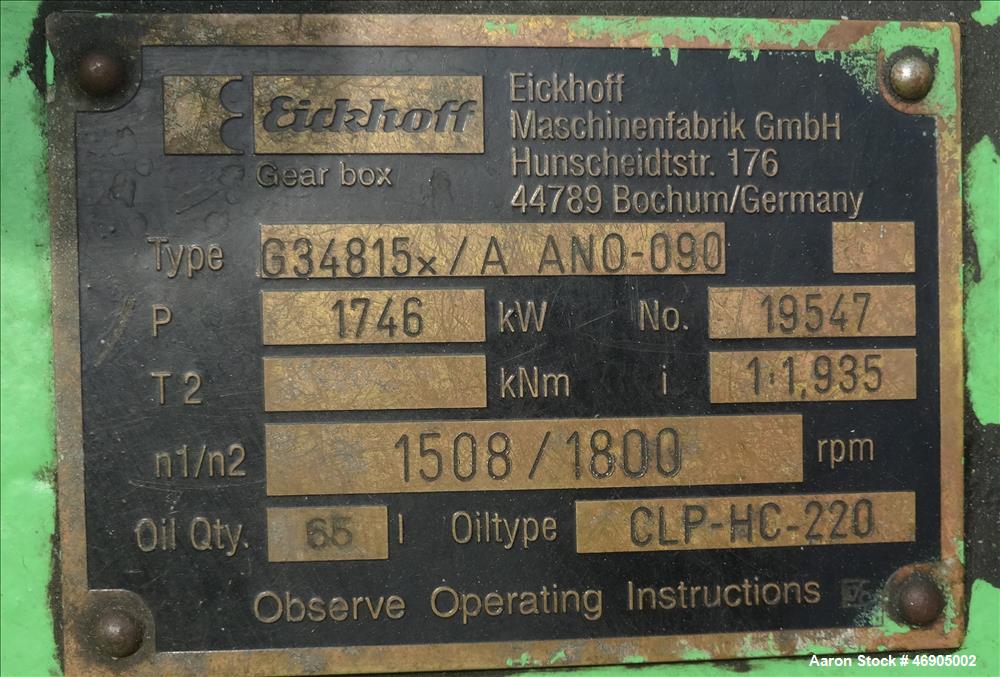 Eickhoff
Gear box
Eickhoff
Maschinenfabrik GmbH
Hunscheidtstr. 176
44789 Bochum/Germany
Type G34815x/A ANO-090
P 1746 kW No. 19547
T 2 kNm i 1:1,935
n1/n2 1508/1800 rpm
Oil Qty. 65 l Oiltype CLP-HC-220
Observe Operating Instructions
Aaron Stock # 46905002